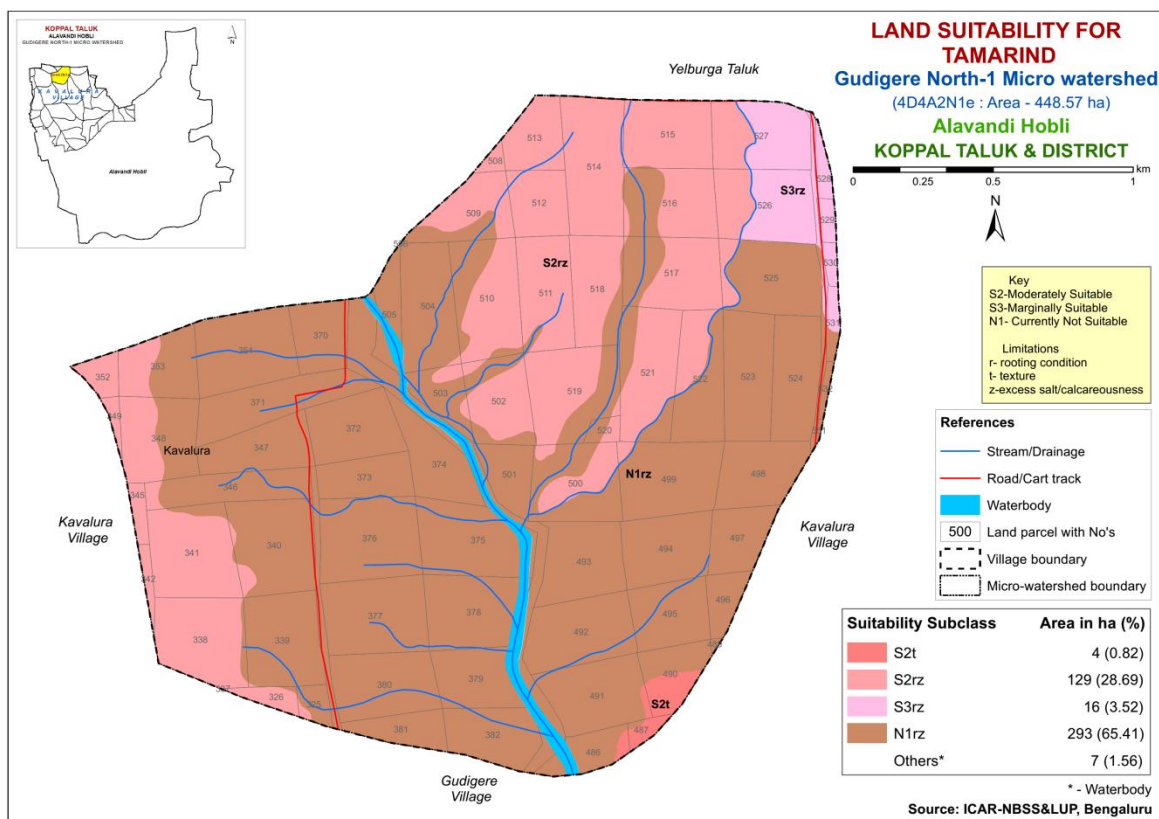 KOPPAL TALUK
ALAVANDI HOBLI
GUDIGERE NORTH-1 MICRO WATERSHED
N
KAVALURA
VILLAGE
Alavandi Hobli
LAND SUITABILITY FOR
TAMARIND
Gudigere North-1 Micro watershed
(4D4A2N1e : Area - 448.57 ha)
Alavandi Hobli
KOPPAL TALUK & DISTRICT
km
0 0.25 0.5 1
N
Yelburga Taluk
513
515
527
508
514
528
S3rz
512
516
526
509
529
S2rz
517
530
525
504
510
511
518
505
531
370
351
353
352
519
521
522
523
524
503
502
371
349
520
372
348
Kavalura
347
374
501
N1rz
498
373
500
499
346
345
Kavalura
Village
Kavalura
Village
376
375
497
341
340
494
493
342
377
378
496
495
492
338
339
490
379
380
491
S2t
326
325
381
382
487
486
Gudigere
Village
Key
S2-Moderately Suitable
S3-Marginally Suitable
N1- Currently Not Suitable
Limitations
r- rooting condition
t- texture
z-excess salt/calcareousness
References
Stream/Drainage
Road/Cart track
Waterbody
500 Land parcel with No's
Village boundary
Micro-watershed boundary
Suitability Subclass Area in ha (%)
S2t 4 (0.82)
S2rz 129 (28.69)
S3rz 16 (3.52)
N1rz 293 (65.41)
Others* 7 (1.56)
* - Waterbody
Source: ICAR-NBSS&LUP, Bengaluru